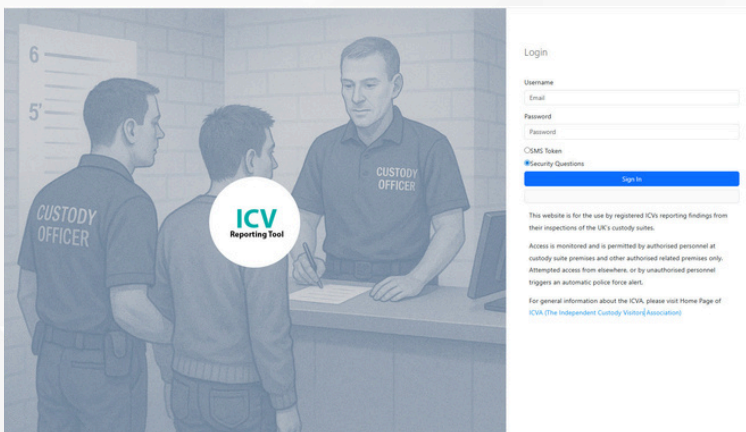 6
5'
CUSTODY
OFFICER
CUSTODY
OFFICER
ICV
Reporting Tool
Login
Username
Email
Password
Password
SMS Token
Security Questions
Sign In
This website is for the use by registered ICVs reporting findings from
their inspections of the UK's custody suites.
Access is monitored and is permitted by authorised personnel at
custody suite premises and other authorised related premises only.
Attempted access from elsewhere, or by unauthorised personnel
triggers an automatic police force alert.
For general information about the ICVA, please visit Home Page of
ICVA (The Independent Custody Visitors Association)